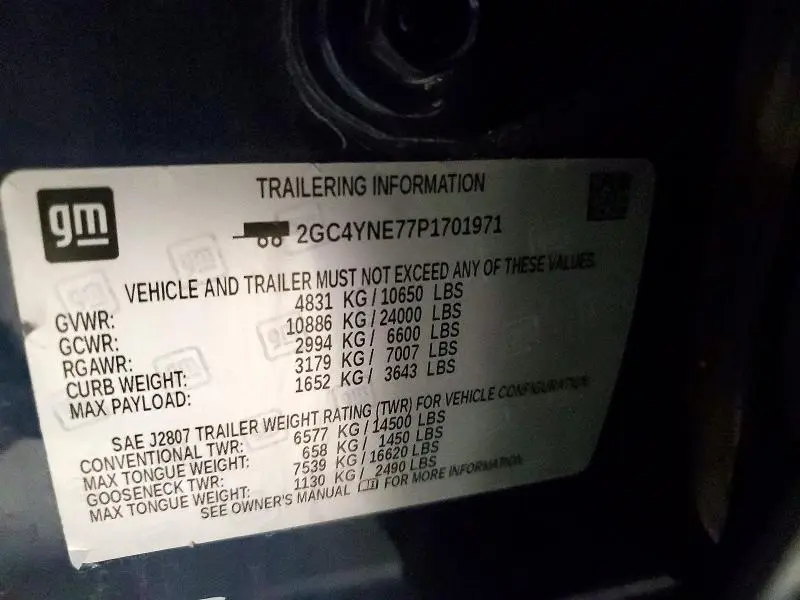 gm
TRAILERING INFORMATION
2GC4YNE77P1701971
VEHICLE AND TRAILER MUST NOT EXCEED ANY OF THESE VALUES.
GVWR: 4831 KG / 10650 LBS
GCWR: 10886 KG / 24000 LBS
RGAWR: 2994 KG / 6600 LBS
CURB WEIGHT: 3179 KG / 7007 LBS
MAX PAYLOAD: 1652 KG / 3643 LBS
SAE J2807 TRAILER WEIGHT RATING (TWR) FOR VEHICLE CONFIGURATION
CONVENTIONAL TWR: 6577 KG / 14500 LBS
MAX TONGUE WEIGHT: 658 KG / 1450 LBS
GOOSENECK TWR: 7539 KG / 16620 LBS
MAX TONGUE WEIGHT: 1130 KG / 2490 LBS
SEE OWNER'S MANUAL FOR MORE INFORMATION.